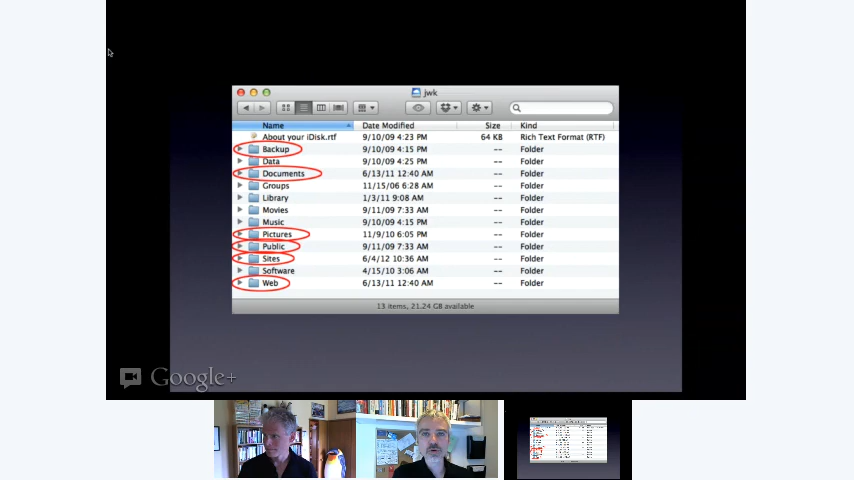 jwk
Name Date Modified Size Kind
About your iDisk.rtf 9/10/09 4:23 PM 64 KB Rich Text Format (RTF)
Backup 9/10/09 4:15 PM -- Folder
Data 9/10/09 4:25 PM -- Folder
Documents 6/13/11 12:40 AM -- Folder
Groups 11/15/06 6:28 AM -- Folder
Library 1/3/11 9:08 AM -- Folder
Movies 9/11/09 7:33 AM -- Folder
Music 9/10/09 4:15 PM -- Folder
Pictures 11/9/10 6:05 PM -- Folder
Public 9/11/09 7:33 AM -- Folder
Sites 6/4/12 10:36 AM -- Folder
Software 4/15/10 3:06 AM -- Folder
Web 6/13/11 12:40 AM -- Folder
13 items, 21.24 GB available
Google+